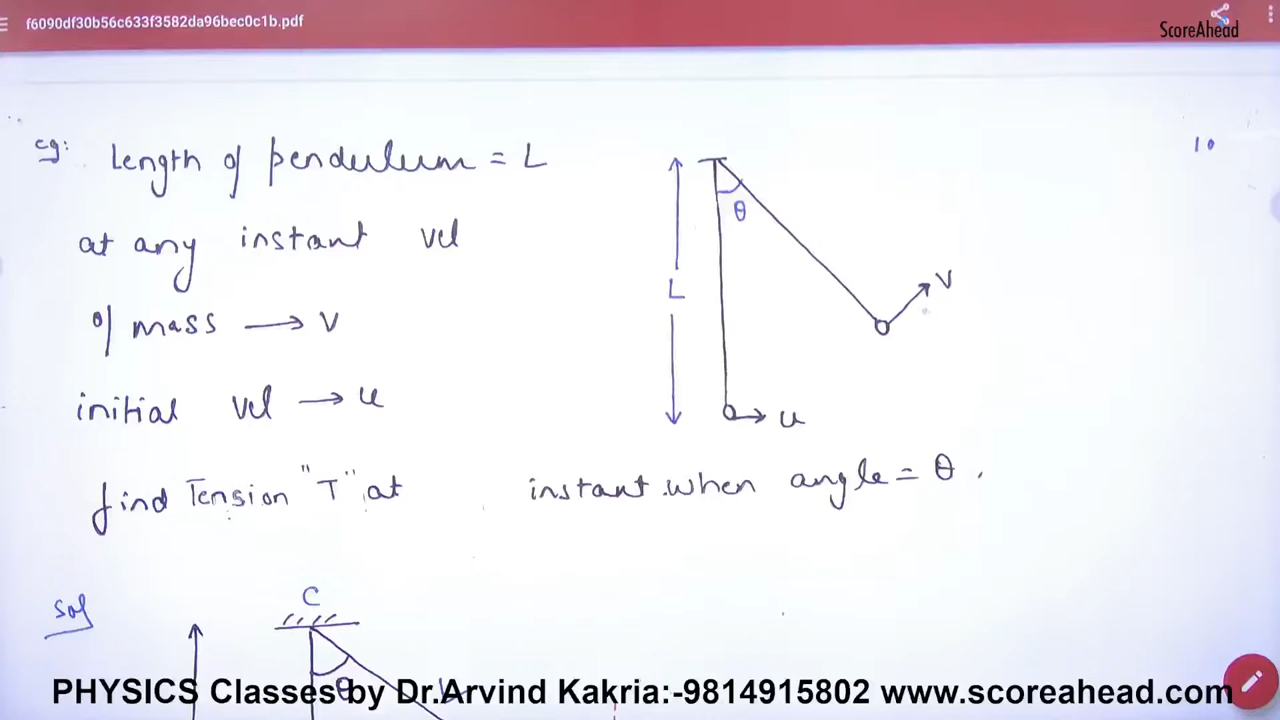 f6090df30b56c633f3582da96bec0c1b.pdf
ScoreAhead
10
eg: Length of pendulum = L
at any instant vel
of mass → v
initial vel → u
find Tension "T" at instant when angle = θ.
θ
L
v
u
Sol
C
θ
PHYSICS Classes by Dr.Arvind Kakria:-9814915802 www.scoreahead.com